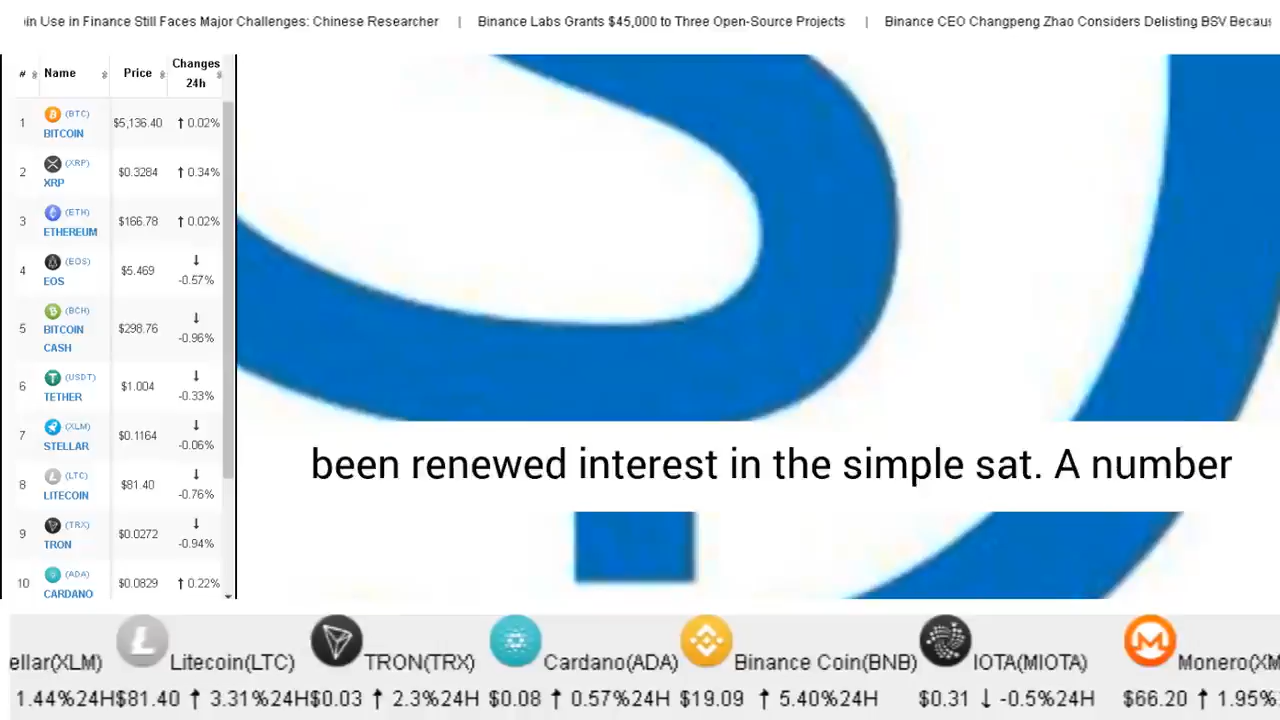 in Use in Finance Still Faces Major Challenges: Chinese Researcher | Binance Labs Grants $45,000 to Three Open-Source Projects | Binance CEO Changpeng Zhao Considers Delisting BSV Becaus
# Name Price Changes 24h
1 (BTC) BITCOIN $5,136.40 ↑ 0.02%
2 (XRP) XRP $0.3284 ↑ 0.34%
3 (ETH) ETHEREUM $166.78 ↑ 0.02%
4 (EOS) EOS $5.469 ↓ -0.57%
5 (BCH) BITCOIN CASH $298.76 ↓ -0.96%
6 (USDT) TETHER $1.004 ↓ -0.33%
7 (XLM) STELLAR $0.1164 ↓ -0.06%
8 (LTC) LITECOIN $81.40 ↓ -0.76%
9 (TRX) TRON $0.0272 ↓ -0.94%
10 (ADA) CARDANO $0.0829 ↑ 0.22%
been renewed interest in the simple sat. A number
ellar(XLM) Litecoin(LTC) TRON(TRX) Cardano(ADA) Binance Coin(BNB) IOTA(MIOTA) Monero(XM
1.44%24H $81.40 ↑ 3.31%24H $0.03 ↑ 2.3%24H $0.08 ↑ 0.57%24H $19.09 ↑ 5.40%24H $0.31 ↓ -0.5%24H $66.20 ↑ 1.95%